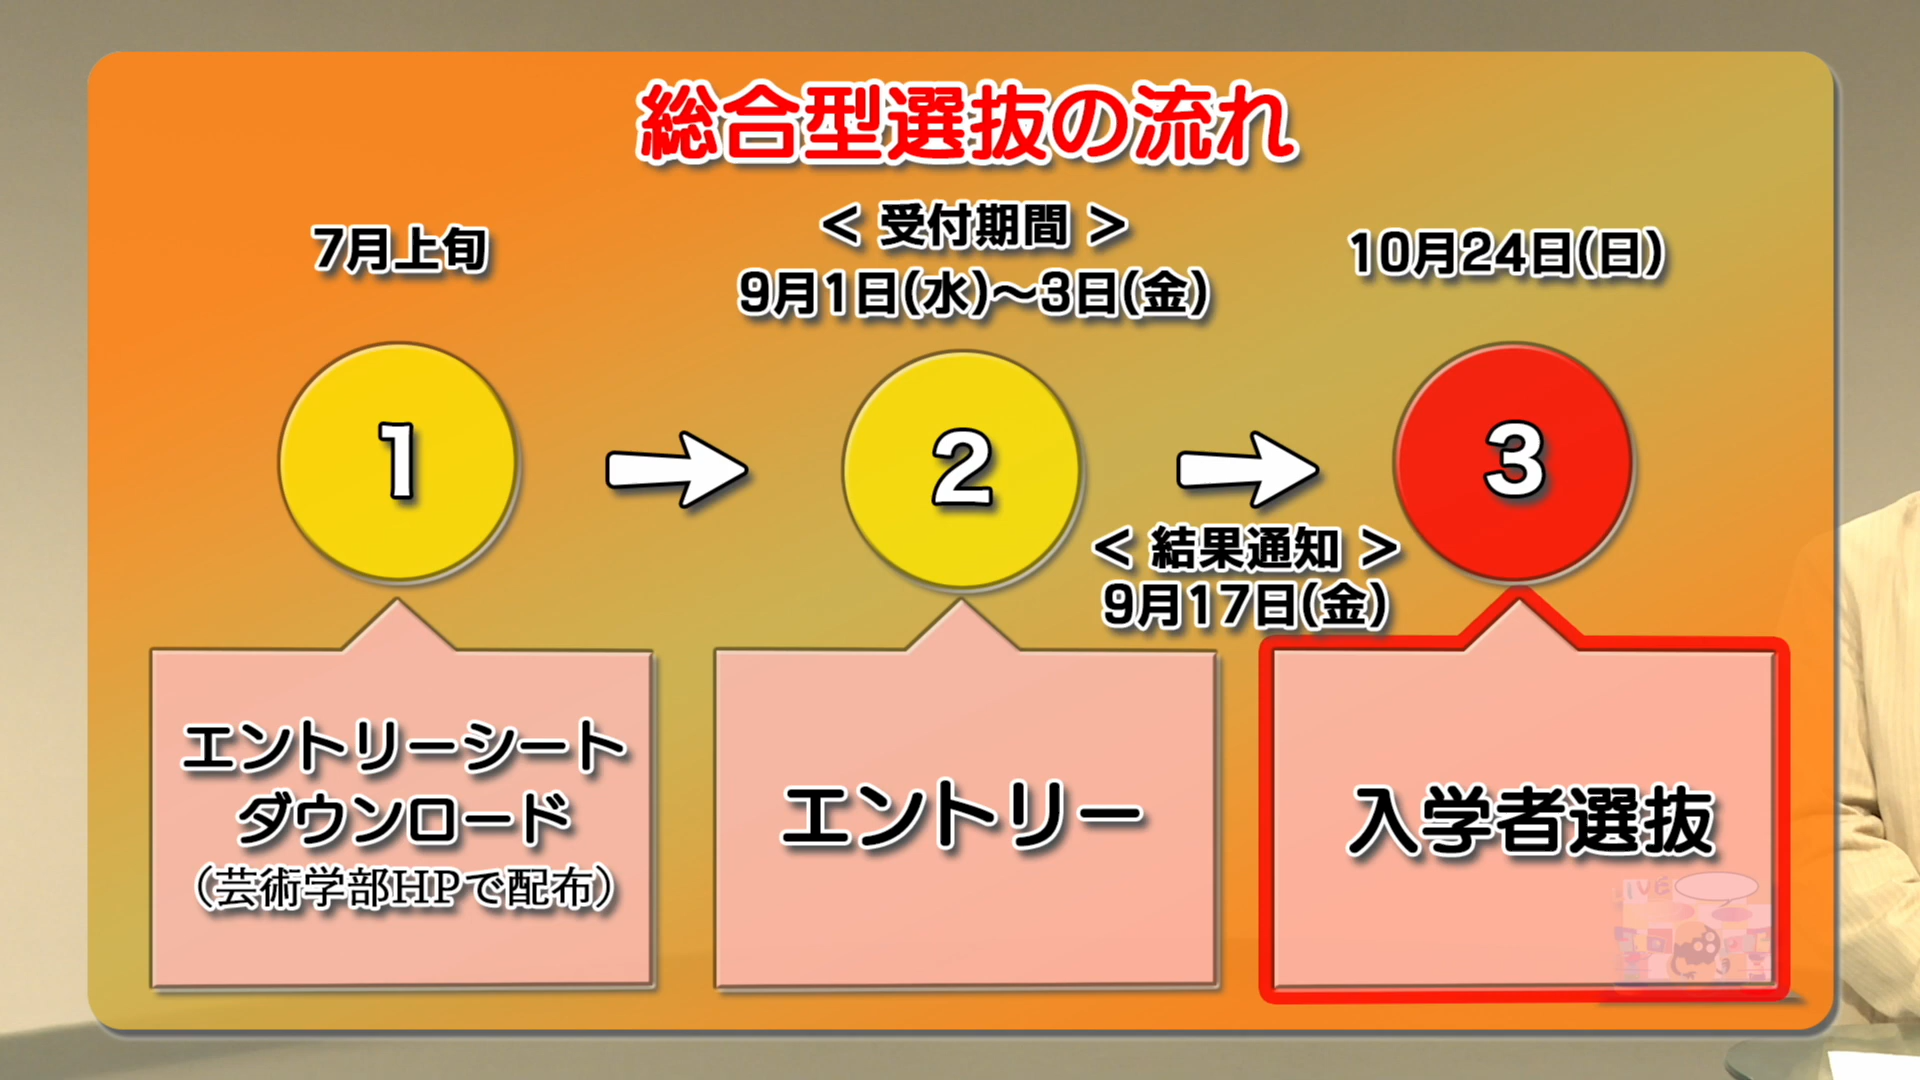 総合型選抜の流れ
7月上旬
< 受付期間 >
9月1日(水)〜3日(金)
10月24日(日)
1
2
3
< 結果通知 >
9月17日(金)
エントリーシート
ダウンロード
（芸術学部HPで配布）
エントリー
入学者選抜